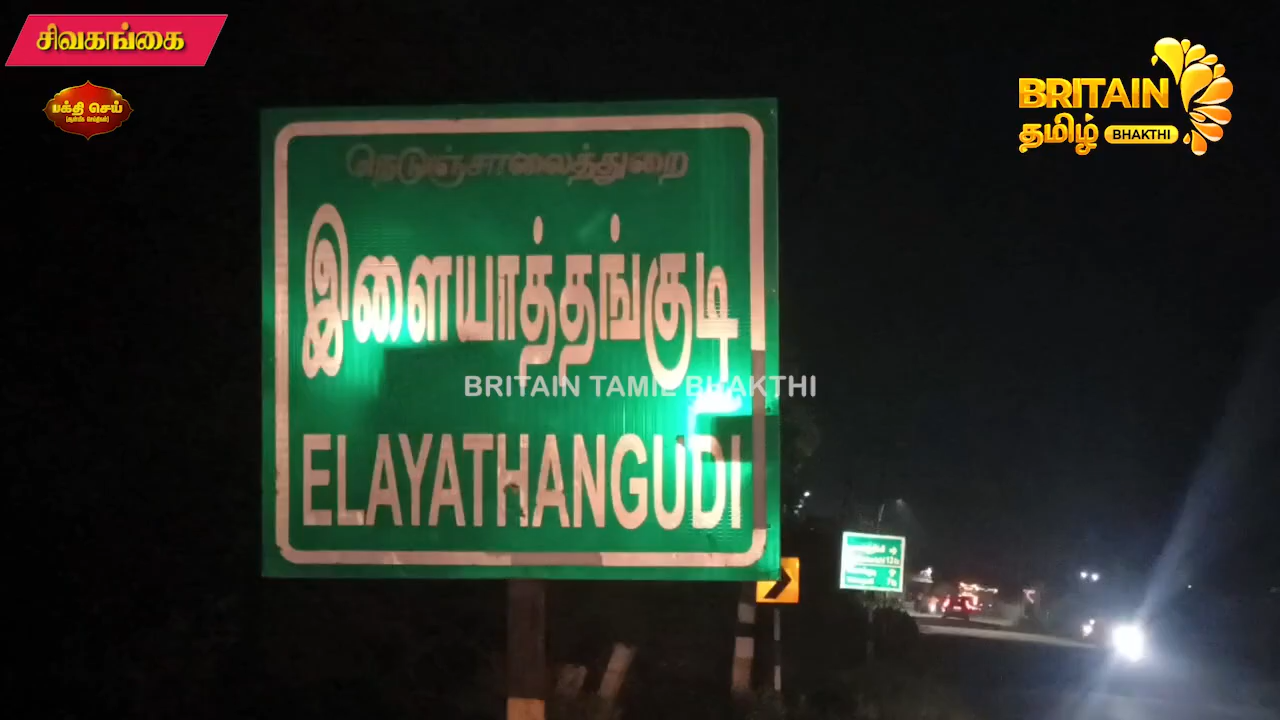 சிவகங்கை
பக்தி செய்
BRITAIN
தமிழ் BHAKTHI
நெடுஞ்சாலைத்துறை
இளையாத்தங்குடி
BRITAIN TAMIL BHAKTHI
ELAYATHANGUDI